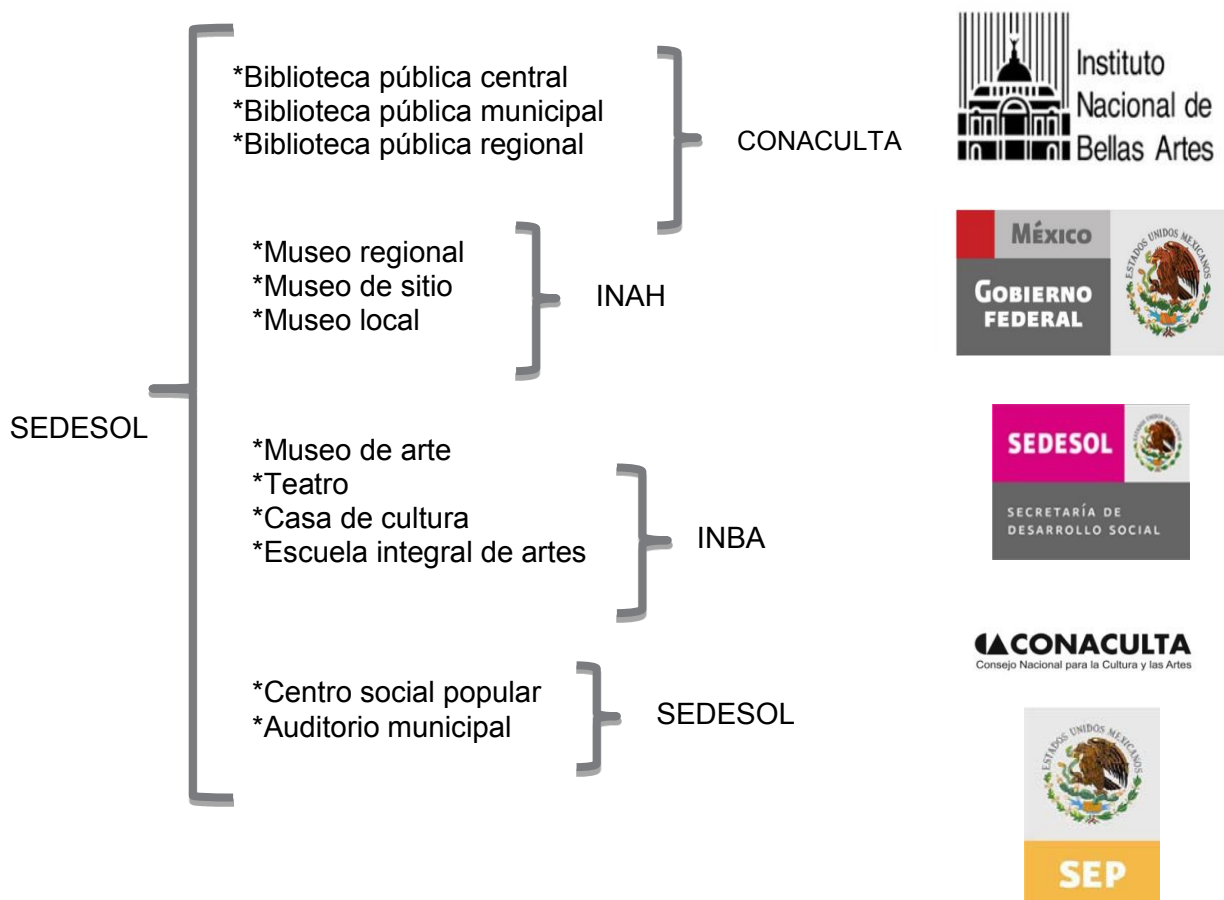 SEDESOL
*Biblioteca pública central
*Biblioteca pública municipal
*Biblioteca pública regional
CONACULTA
*Museo regional
*Museo de sitio
*Museo local
INAH
*Museo de arte
*Teatro
*Casa de cultura
*Escuela integral de artes
INBA
*Centro social popular
*Auditorio municipal
SEDESOL
Instituto
Nacional de
Bellas Artes
MÉXICO
GOBIERNO
FEDERAL
ESTADOS UNIDOS MEXICANOS
SEDESOL
SECRETARÍA DE
DESARROLLO SOCIAL
CONACULTA
Consejo Nacional para la Cultura y las Artes
ESTADOS UNIDOS MEXICANOS
SEP